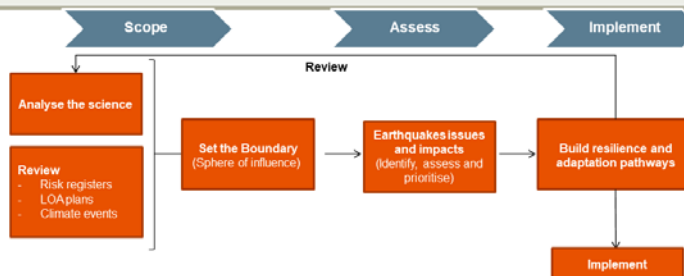 Scope
Assess
Implement
Review
Analyse the science
Review
- Risk registers
- LOA plans
- Climate events
Set the Boundary
(Sphere of influence)
Earthquakes issues
and impacts
(Identify, assess and
prioritise)
Build resilience and
adaptation pathways
Implement